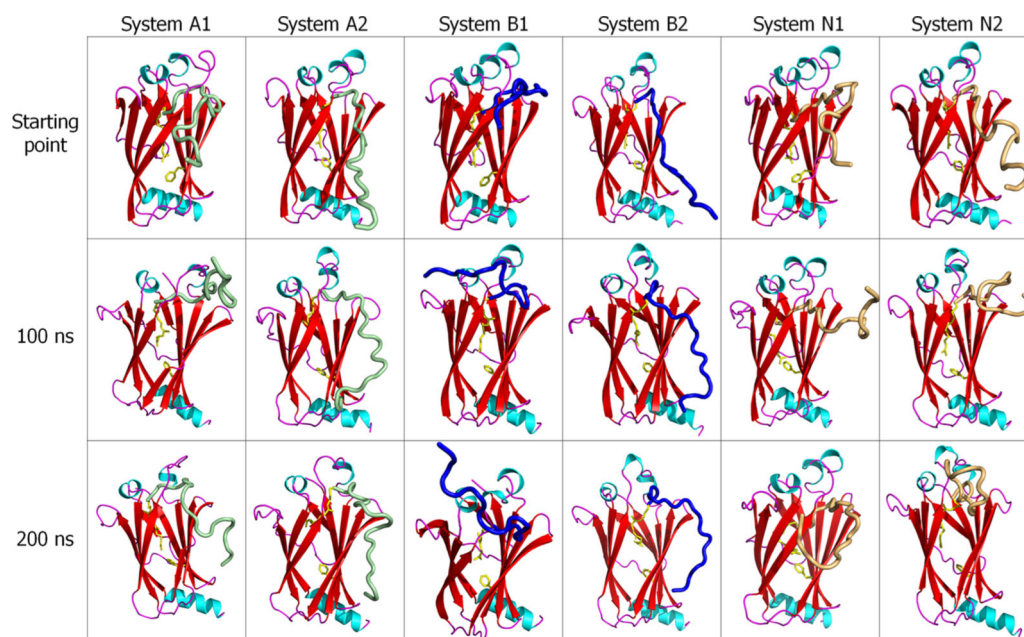 System A1 System A2 System B1 System B2 System N1 System N2
Starting
point
100 ns
200 ns